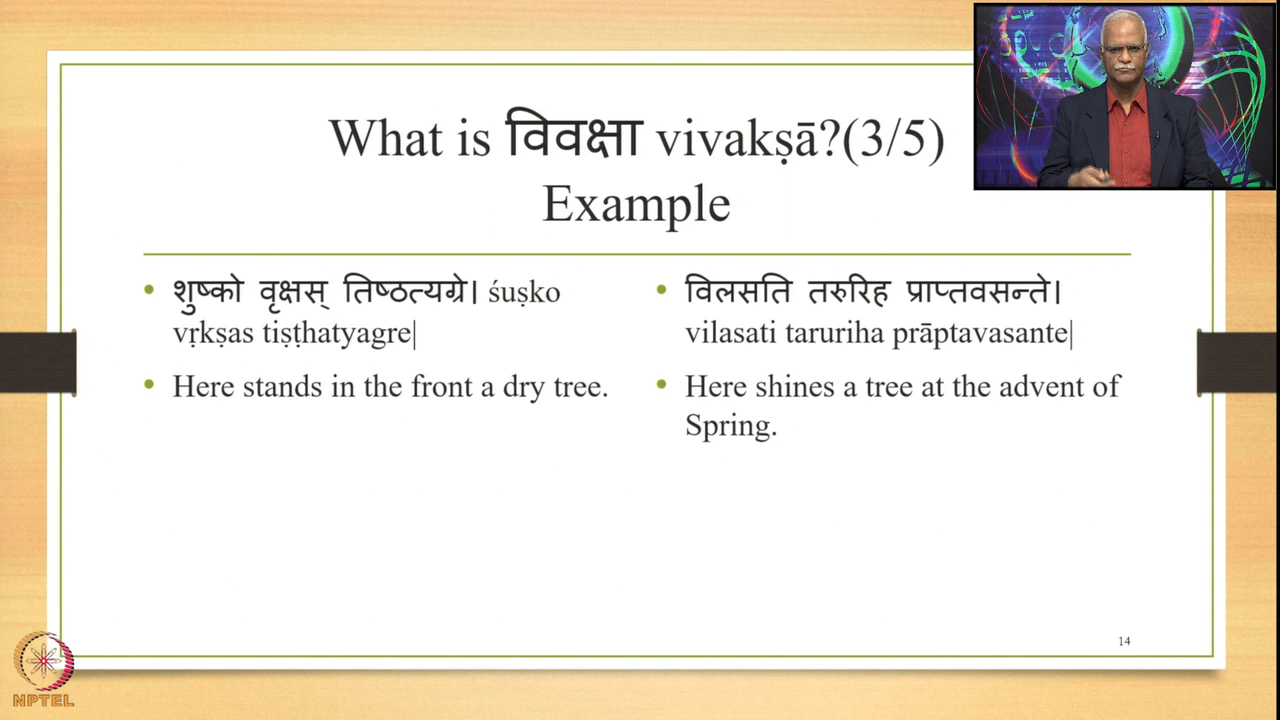 What is विवक्षा vivakṣā?(3/5)
Example
शुष्को वृक्षस् तिष्ठत्यग्रे। śuṣko
vṛkṣas tiṣṭhatyagre|
Here stands in the front a dry tree.
विलसति तरुरिह प्राप्तवसन्ते।
vilasati taruriha prāptavasante|
Here shines a tree at the advent of
Spring.
14
NPTEL